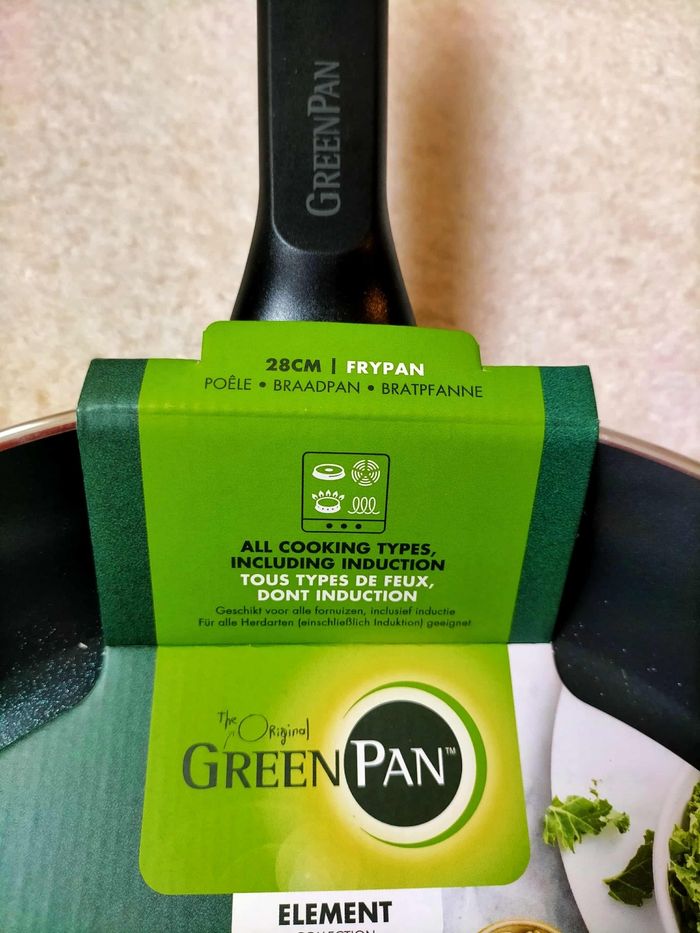 GREENPAN
28CM | FRYPAN
POÊLE • BRAADPAN • BRATPFANNE
ALL COOKING TYPES,
INCLUDING INDUCTION
TOUS TYPES DE FEUX,
DONT INDUCTION
Geschikt voor alle fornuizen, inclusief inductie
Für alle Herdarten (einschließlich Induktion) geeignet
The Original
GREENPAN™
ELEMENT
COLLECTION